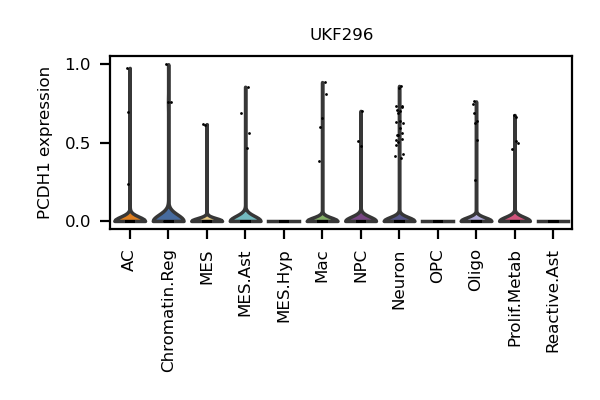 UKF296
PCDH1 expression
1.0
0.5
0.0
AC
Chromatin.Reg
MES
MES.Ast
MES.Hyp
Mac
NPC
Neuron
OPC
Oligo
Prolif.Metab
Reactive.Ast